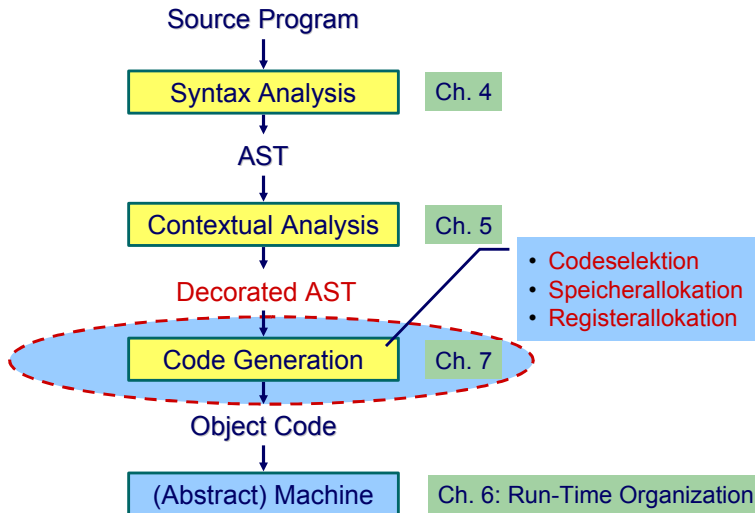 Source Program
Syntax Analysis
Ch. 4
AST
Contextual Analysis
Ch. 5
• Codeselektion
• Speicherallokation
• Registerallokation
Decorated AST
Code Generation
Ch. 7
Object Code
(Abstract) Machine
Ch. 6: Run-Time Organization